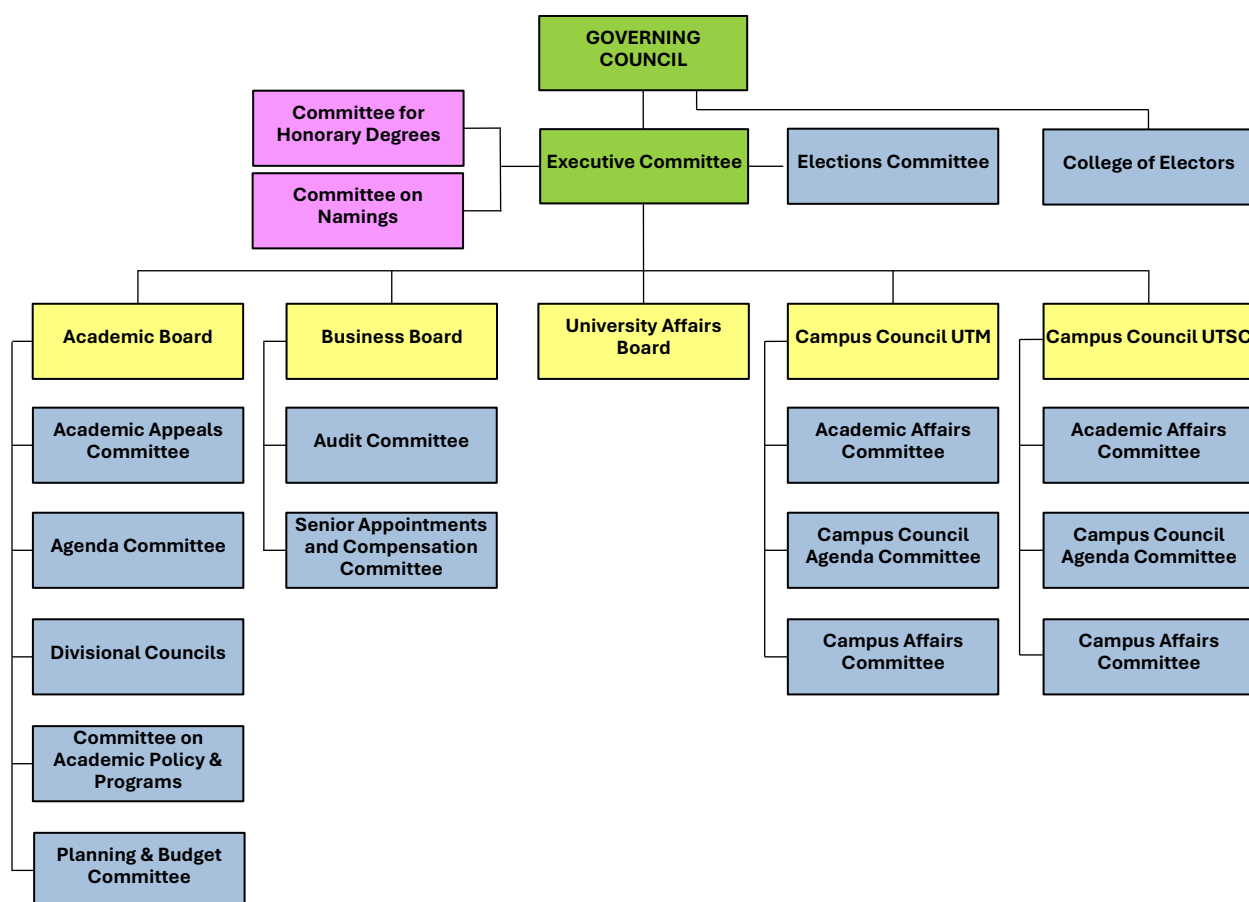 GOVERNING
COUNCIL
Committee for
Honorary Degrees
Executive Committee
Elections Committee
College of Electors
Committee on
Namings
Academic Board
Business Board
University Affairs
Board
Campus Council UTM
Campus Council UTSC
Academic Appeals
Committee
Audit Committee
Academic Affairs
Committee
Academic Affairs
Committee
Agenda Committee
Senior Appointments
and Compensation
Committee
Campus Council
Agenda Committee
Campus Council
Agenda Committee
Divisional Councils
Campus Affairs
Committee
Campus Affairs
Committee
Committee on
Academic Policy &
Programs
Planning & Budget
Committee